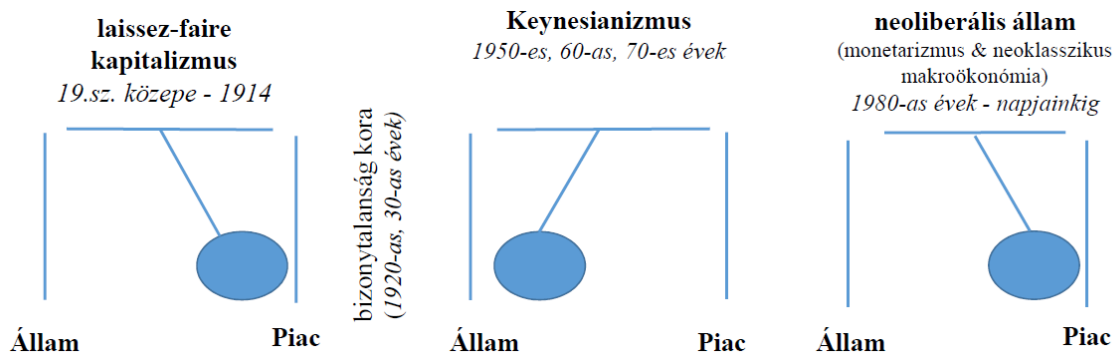 laissez-faire
kapitalizmus
19.sz. közepe - 1914
bizonytalanság kora
(1920-as, 30-as évek)
Keynesianizmus
1950-es, 60-as, 70-es évek
neoliberális állam
(monetarizmus & neoklasszikus
makroökonómia)
1980-as évek - napjainkig
Állam
Piac
Állam
Piac
Állam
Piac